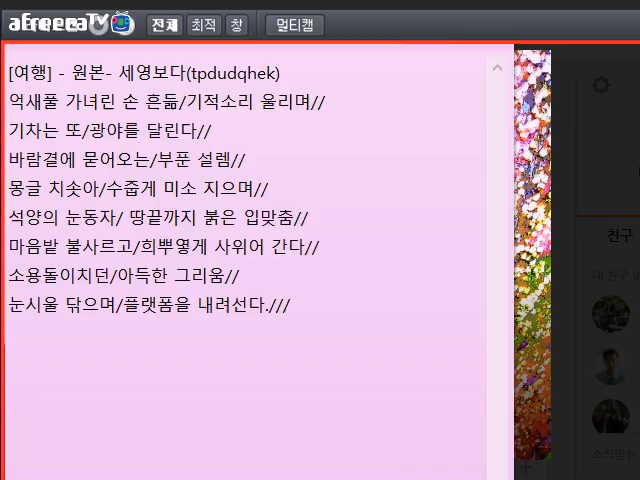 afreecaTV
전체 최적 창 멀티캠
[여행] - 원본- 세영보다(tpdudqhek)
억새풀 가녀린 손 흔듦/기적소리 울리며//
기차는 또/광야를 달린다//
바람결에 묻어오는/부푼 설렘//
몽글 치솟아/수줍게 미소 지으며//
석양의 눈동자/ 땅끝까지 붉은 입맞춤//
마음밭 불사르고/희뿌옇게 사위어 간다//
소용돌이치던/아득한 그리움//
눈시울 닦으며/플랫폼을 내려선다.///
친구
네 친구 9